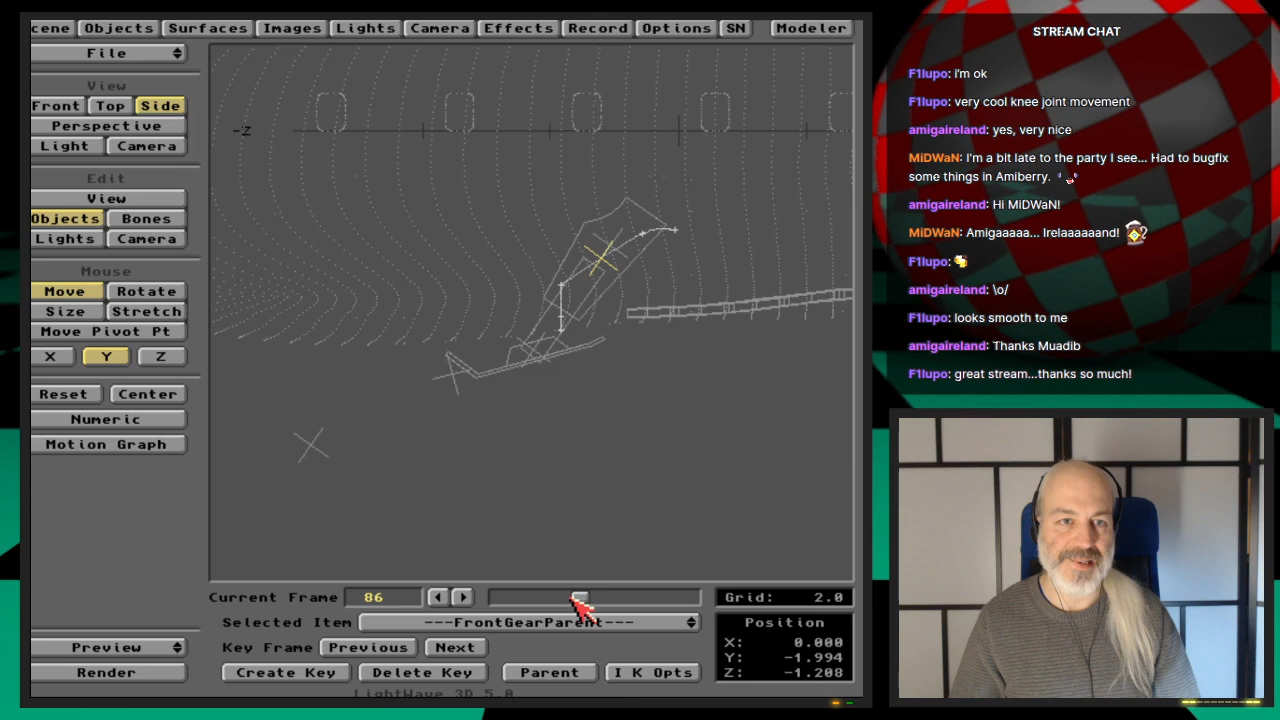 cene Objects Surfaces Images Lights Camera Effects Record Options SN Modeler
File
View
Front Top Side
Perspective
Light Camera
Edit
View
Objects Bones
Lights Camera
Mouse
Move Rotate
Size Stretch
Move Pivot Pt
X Y Z
Reset Center
Numeric
Motion Graph
Preview
Render
-Z
Current Frame 86
Grid: 2.0
Selected Item ---FrontGearParent---
Key Frame Previous Next
Create Key Delete Key Parent I K Opts
Position
X: 0.000
Y: -1.994
Z: -1.208
LightWave 3D 5.0
STREAM CHAT
F1lupo: i'm ok
F1lupo: very cool knee joint movement
amigaireland: yes, very nice
MiDWaN: I'm a bit late to the party I see... Had to bugfix
some things in Amiberry.
amigaireland: Hi MiDWaN!
MiDWaN: Amigaaaaa... Irelaaaaaand!
F1lupo:
amigaireland: \o/
F1lupo: looks smooth to me
amigaireland: Thanks Muadib
F1lupo: great stream...thanks so much!